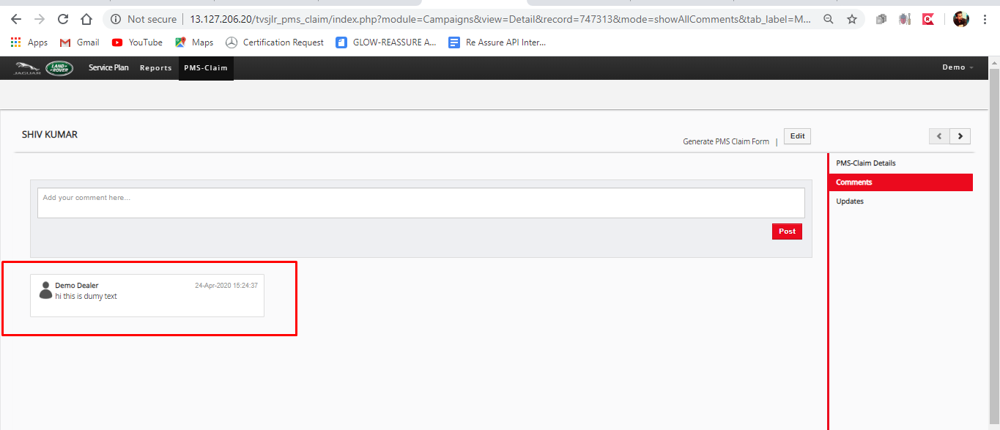 Not secure | 13.127.206.20/tvsjlr_pms_claim/index.php?module=Campaigns&view=Detail&record=747313&mode=showAllComments&tab_label=M...
Apps Gmail YouTube Maps Certification Request GLOW-REASSURE A... Re Assure API Inter...
JAGUAR LAND ROVER Service Plan Reports PMS-Claim Demo
SHIV KUMAR
Generate PMS Claim Form | Edit
PMS-Claim Details
Comments
Updates
Add your comment here...
Post
Demo Dealer 24-Apr-2020 15:24:37
hi this is dumy text